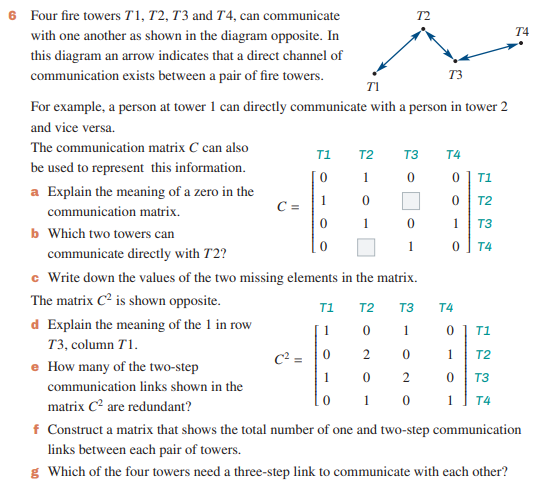 6 Four fire towers T1, T2, T3 and T4, can communicate
with one another as shown in the diagram opposite. In
this diagram an arrow indicates that a direct channel of
communication exists between a pair of fire towers.
T2
T4
T3
T1
For example, a person at tower 1 can directly communicate with a person in tower 2
and vice versa.
The communication matrix C can also
be used to represent this information.
a Explain the meaning of a zero in the
communication matrix.
b Which two towers can
communicate directly with T2?
T1 T2 T3 T4
0 1 0 0 T1
C = 1 0 □ 0 T2
0 1 0 1 T3
0 □ 1 0 T4
c Write down the values of the two missing elements in the matrix.
The matrix C² is shown opposite.
d Explain the meaning of the 1 in row
T3, column T1.
e How many of the two-step
communication links shown in the
matrix C² are redundant?
T1 T2 T3 T4
1 0 1 0 T1
C² = 0 2 0 1 T2
1 0 2 0 T3
0 1 0 1 T4
f Construct a matrix that shows the total number of one and two-step communication
links between each pair of towers.
g Which of the four towers need a three-step link to communicate with each other?